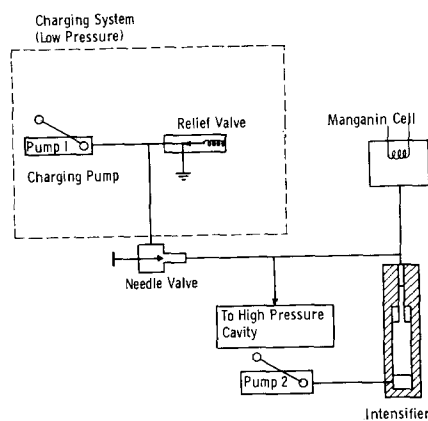 Charging System
(Low Pressure)
Relief Valve
Manganin Cell
Pump 1
Charging Pump
Needle Valve
To High Pressure
Cavity
Pump 2
Intensifier